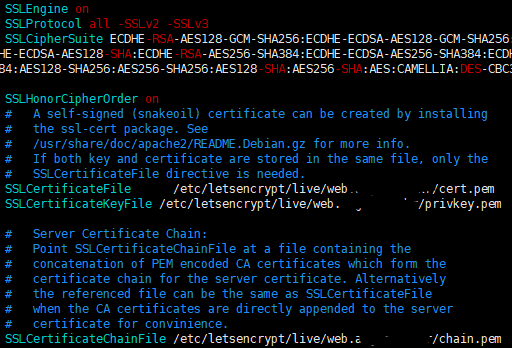 SSLEngine on
SSLProtocol all -SSLv2 -SSLv3
SSLCipherSuite ECDHE-RSA-AES128-GCM-SHA256:ECDHE-ECDSA-AES128-GCM-SHA256:
HE-ECDSA-AES128-SHA:ECDHE-RSA-AES256-SHA384:ECDHE-ECDSA-AES256-SHA384:ECDH
84:AES128-SHA256:AES256-SHA256:AES128-SHA:AES256-SHA:AES:CAMELLIA:DES-CBC3
SSLHonorCipherOrder on
# A self-signed (snakeoil) certificate can be created by installing
# the ssl-cert package. See
# /usr/share/doc/apache2/README.Debian.gz for more info.
# If both key and certificate are stored in the same file, only the
# SSLCertificateFile directive is needed.
SSLCertificateFile /etc/letsencrypt/live/web. /cert.pem
SSLCertificateKeyFile /etc/letsencrypt/live/web. /privkey.pem
# Server Certificate Chain:
# Point SSLCertificateChainFile at a file containing the
# concatenation of PEM encoded CA certificates which form the
# certificate chain for the server certificate. Alternatively
# the referenced file can be the same as SSLCertificateFile
# when the CA certificates are directly appended to the server
# certificate for convinience.
SSLCertificateChainFile /etc/letsencrypt/live/web. /chain.pem